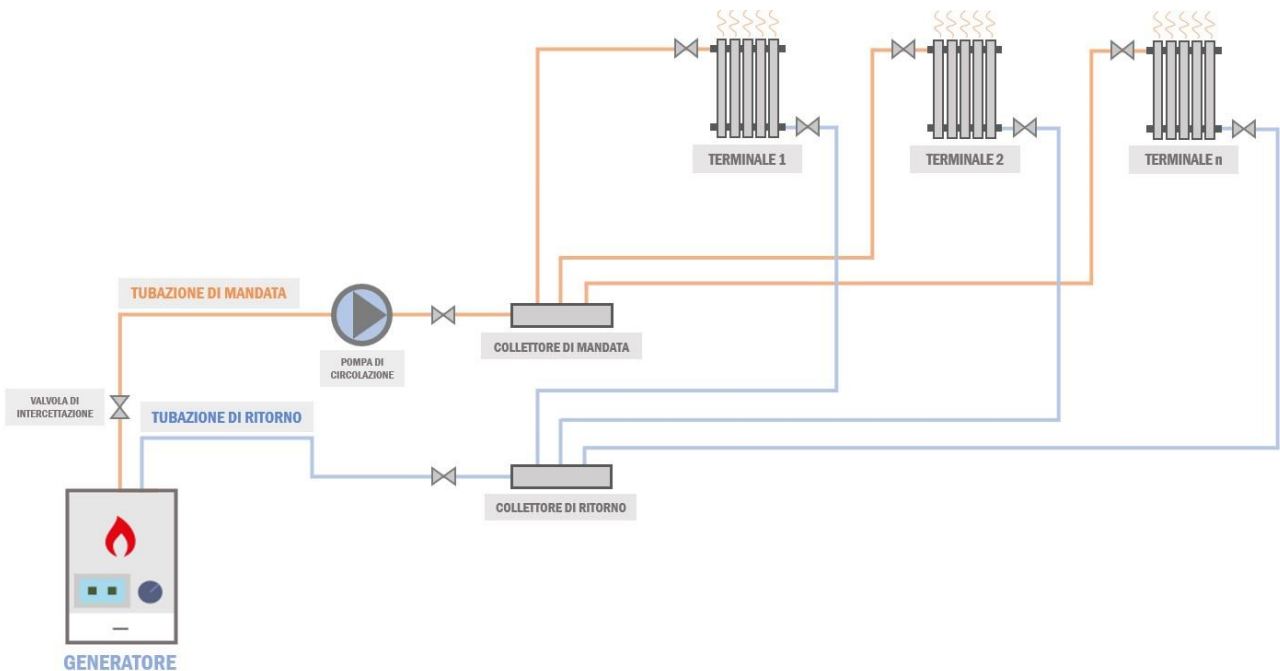 TERMINALE 1
TERMINALE 2
TERMINALE n
TUBAZIONE DI MANDATA
COLLETTORE DI MANDATA
POMPA DI
CIRCOLAZIONE
VALVOLA DI
INTERCETTAZIONE
TUBAZIONE DI RITORNO
COLLETTORE DI RITORNO
GENERATORE